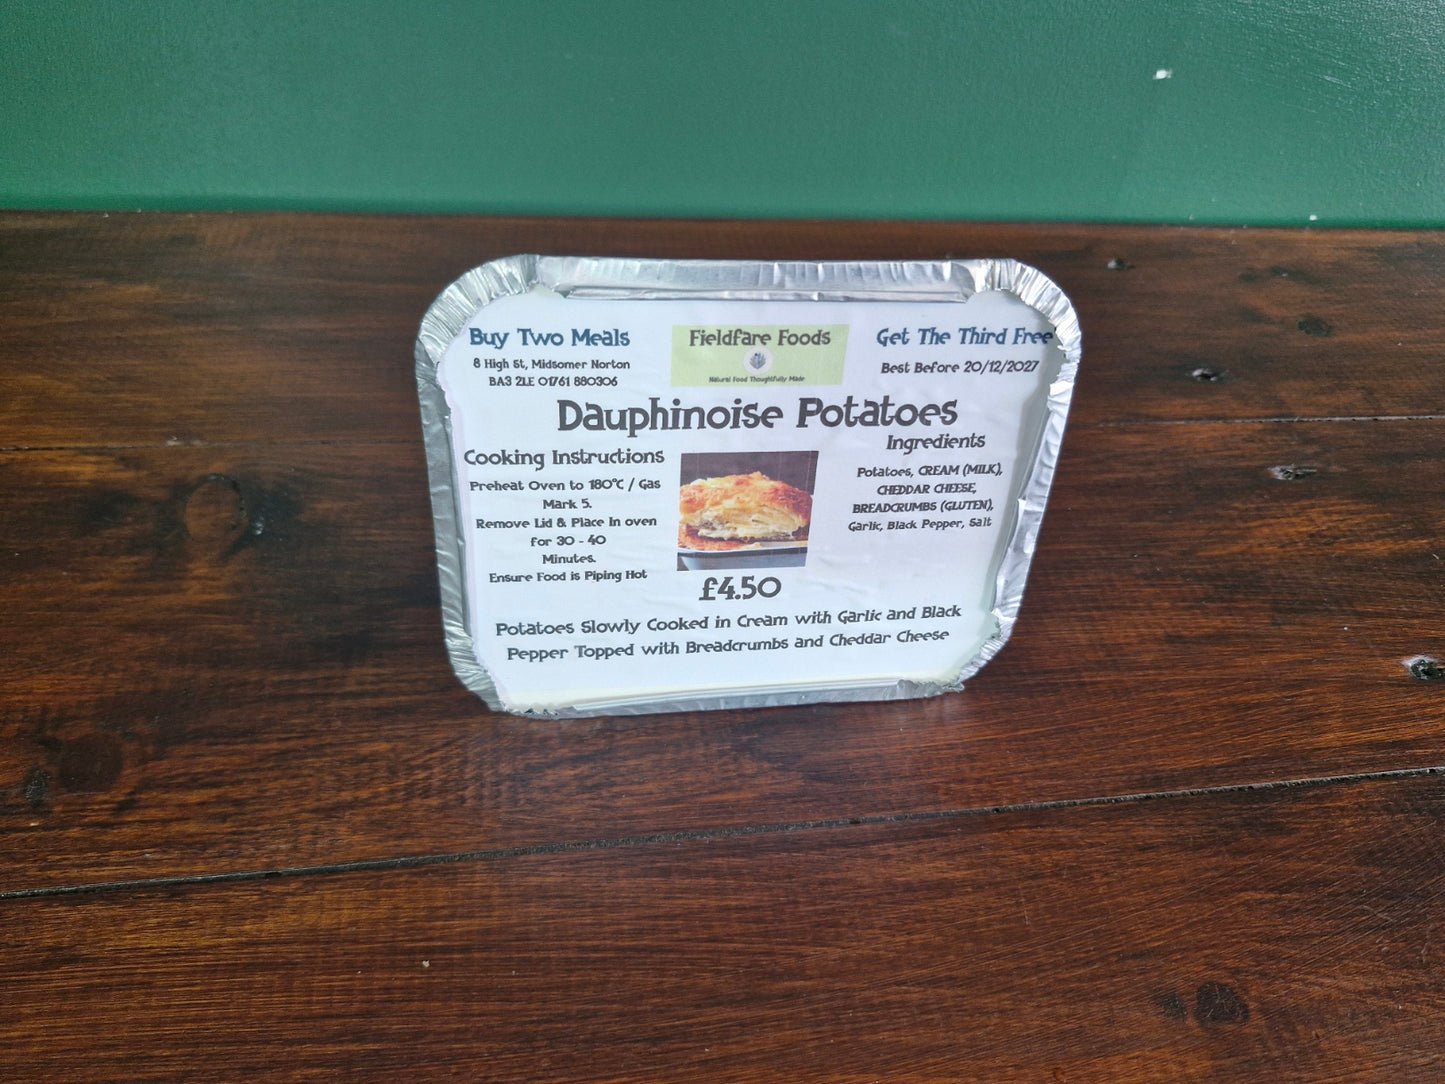 Buy Two Meals
8 High St, Midsomer Norton
BA3 2LE 01761 880306
Fieldfare Foods
Natural Food Thoughtfully Made
Get The Third Free
Best Before 20/12/2027
Dauphinoise Potatoes
Cooking Instructions
Preheat Oven to 180°C / Gas
Mark 5.
Remove Lid & Place In oven
for 30 - 40
Minutes.
Ensure Food is Piping Hot
Ingredients
Potatoes, CREAM (MILK),
CHEDDAR CHEESE,
BREADCRUMBS (GLUTEN),
Garlic, Black Pepper, Salt
£4.50
Potatoes Slowly Cooked in Cream with Garlic and Black
Pepper Topped with Breadcrumbs and Cheddar Cheese